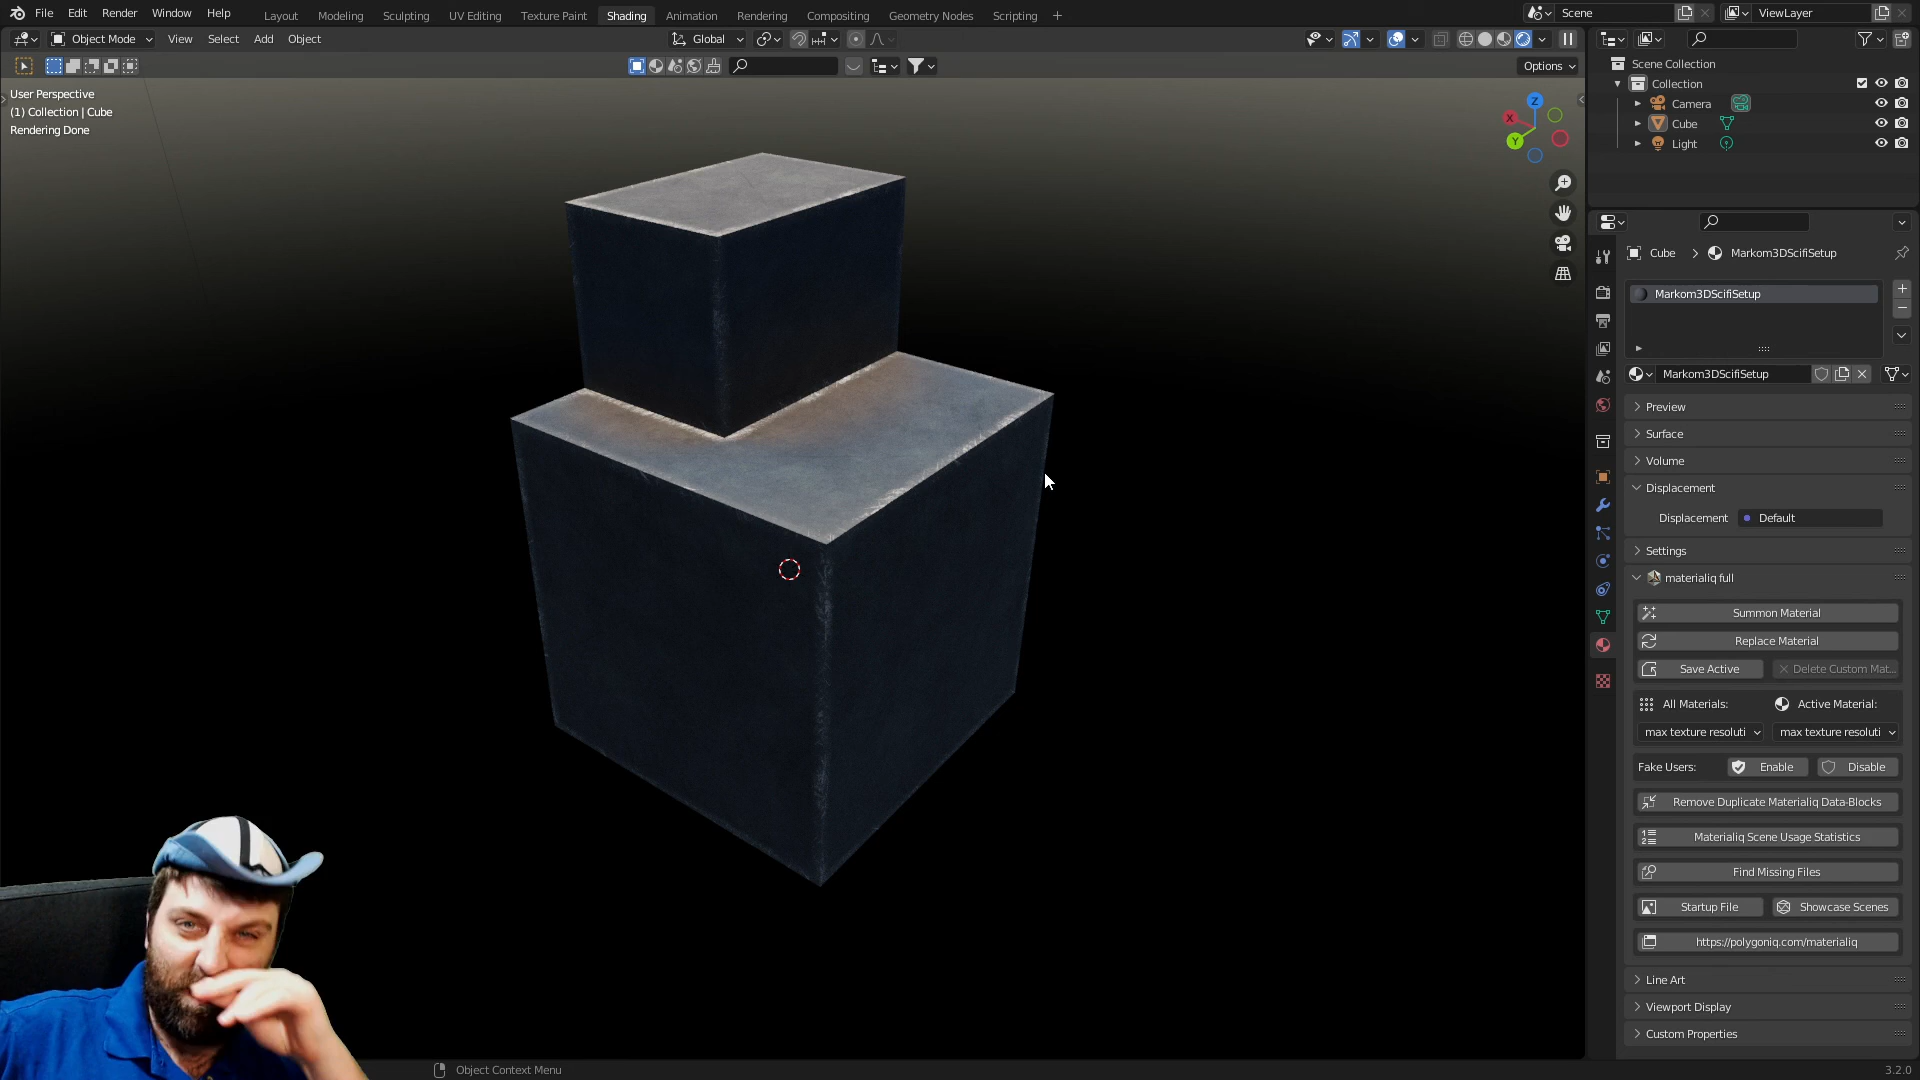 File Edit Render Window Help
Layout Modeling Sculpting UV Editing Texture Paint Shading Animation Rendering Compositing Geometry Nodes Scripting +
Scene
ViewLayer
Object Mode View Select Add Object
Global
Options
User Perspective
(1) Collection | Cube
Rendering Done
Z
X
Y
Scene Collection
Collection
Camera
Cube
Light
Cube > Markom3DScifiSetup
Markom3DScifiSetup
Markom3DScifiSetup
Preview
Surface
Volume
Displacement
Displacement Default
Settings
materialiq full
Summon Material
Replace Material
Save Active Delete Custom Mat...
All Materials: Active Material:
max texture resoluti max texture resoluti
Fake Users: Enable Disable
Remove Duplicate Materialiq Data-Blocks
Materialiq Scene Usage Statistics
Find Missing Files
Startup File Showcase Scenes
https://polygoniq.com/materialiq
Line Art
Viewport Display
Custom Properties
Object Context Menu
3.2.0